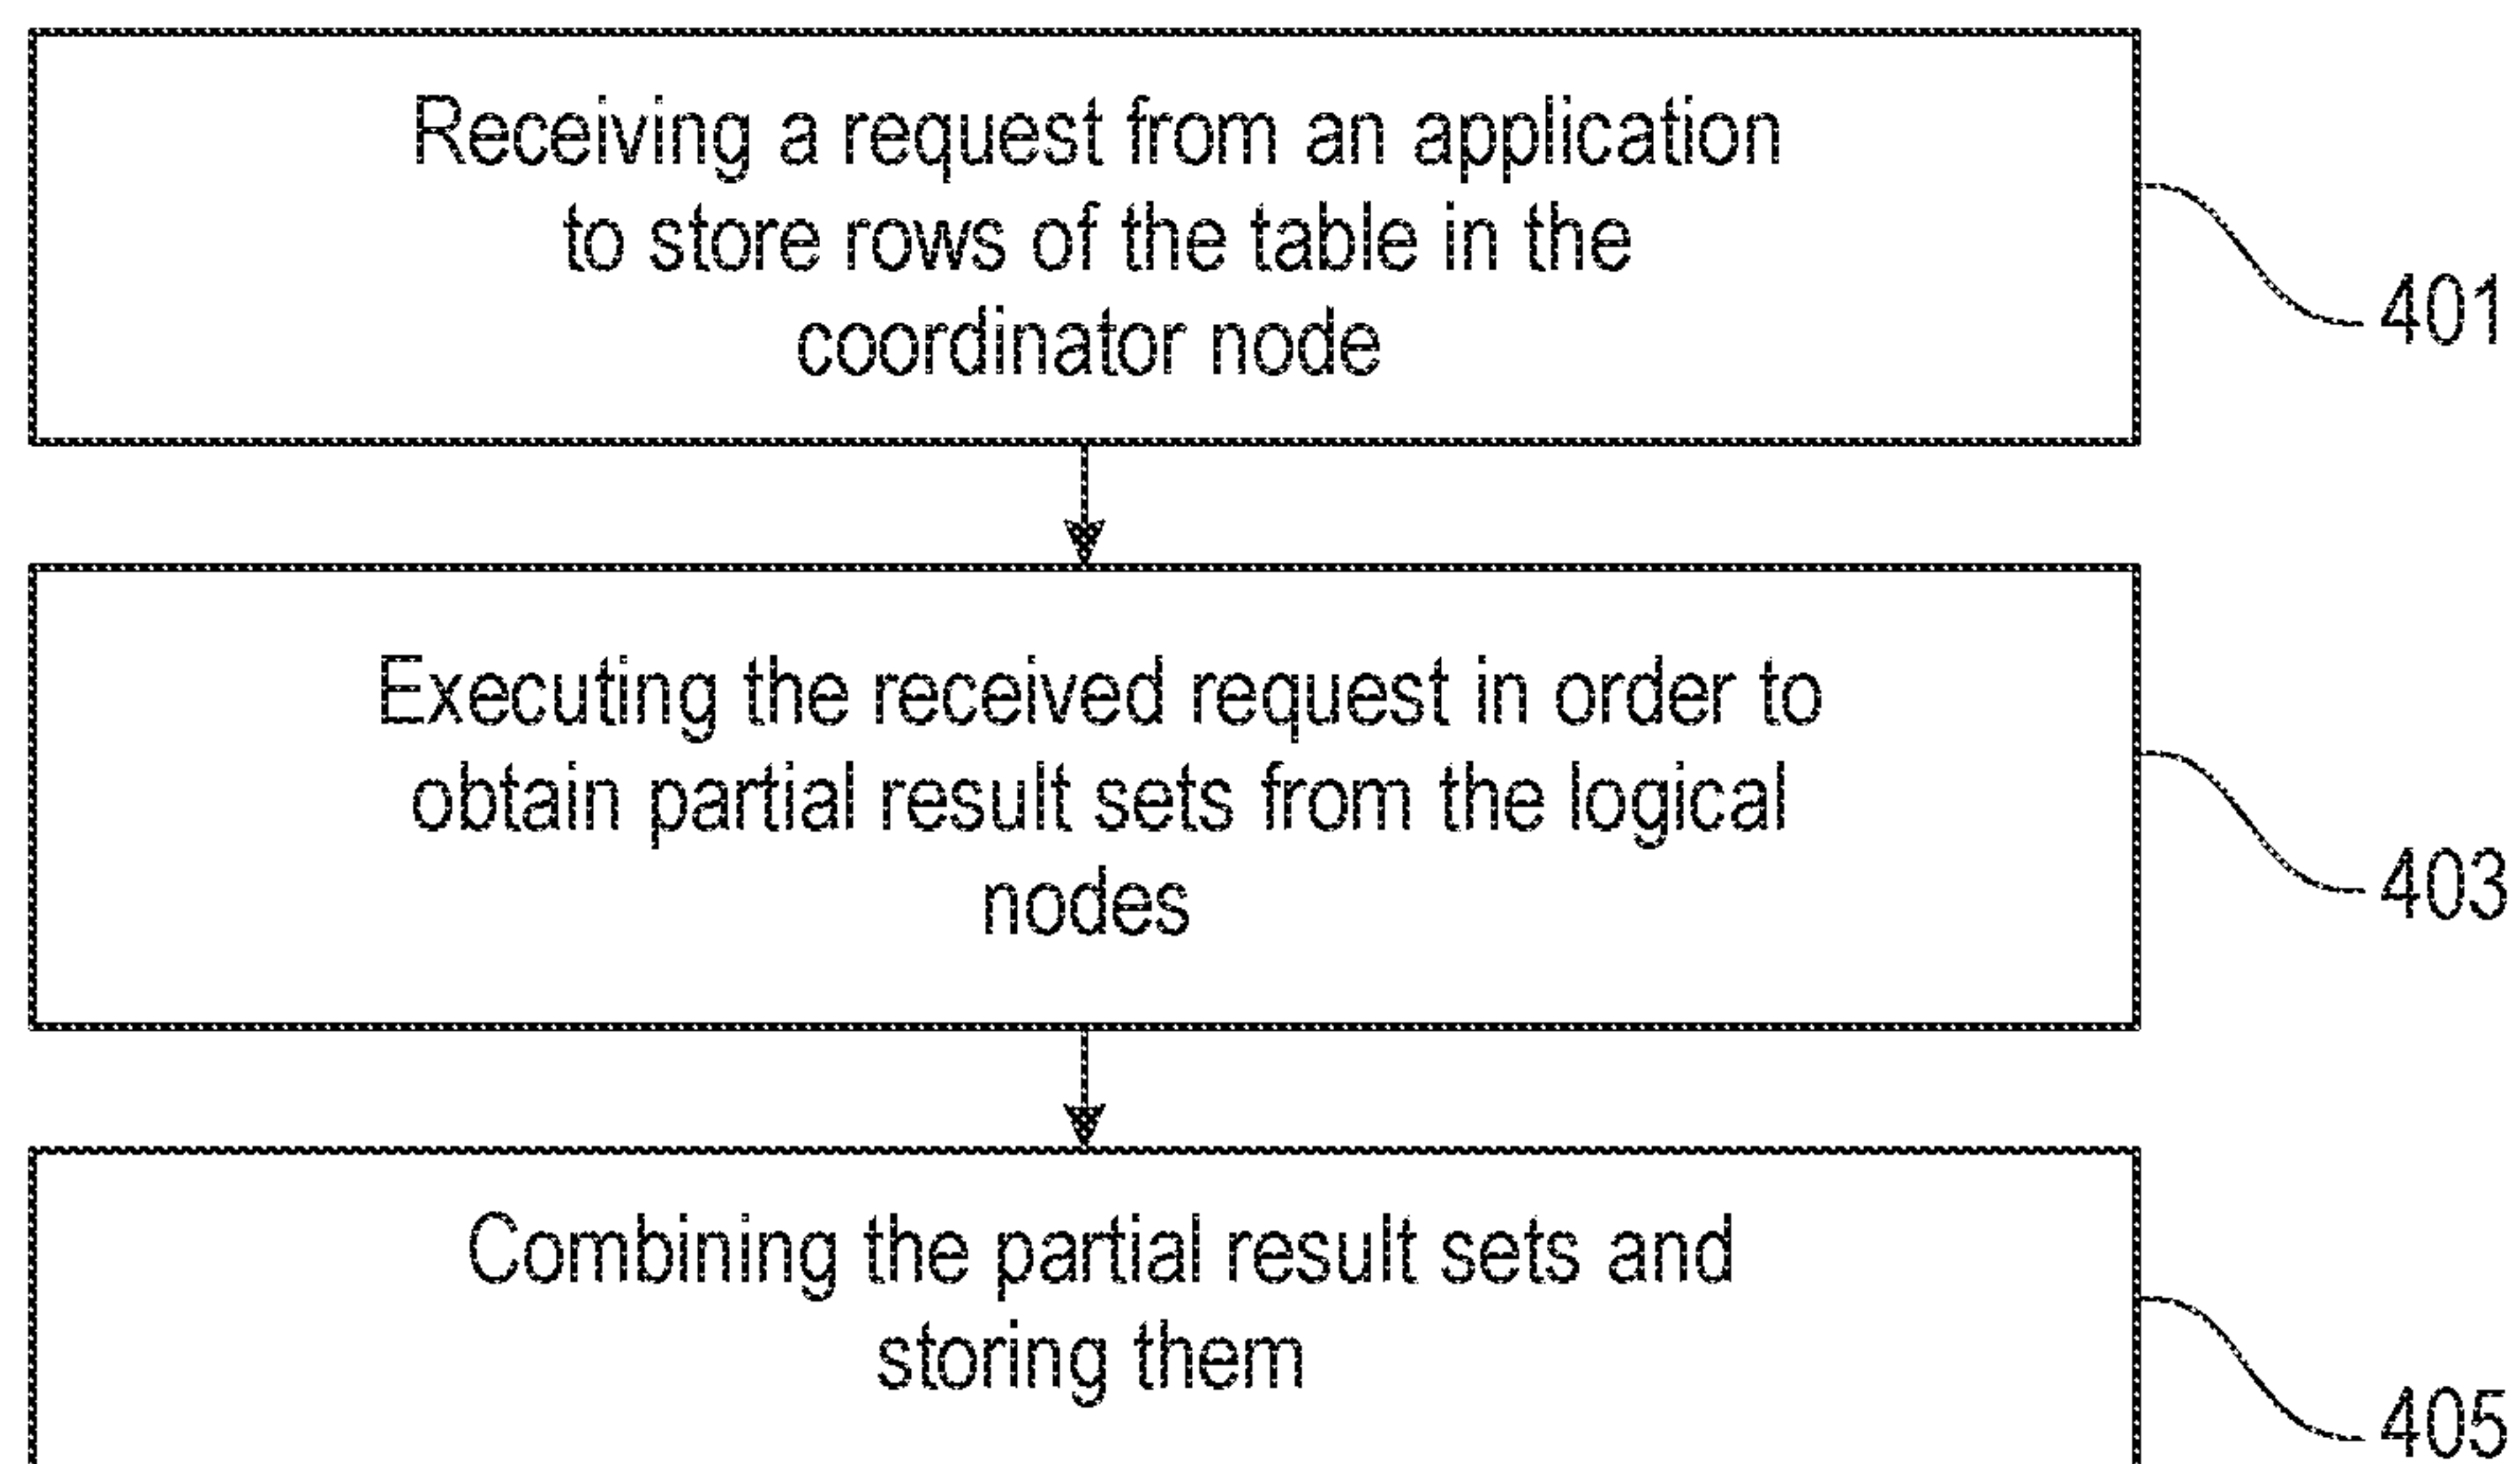 Receiving a request from an application
to store rows of the table in the
coordinator node
401
Executing the received request in order to
obtain partial result sets from the logical
nodes
403
Combining the partial result sets and
storing them
405